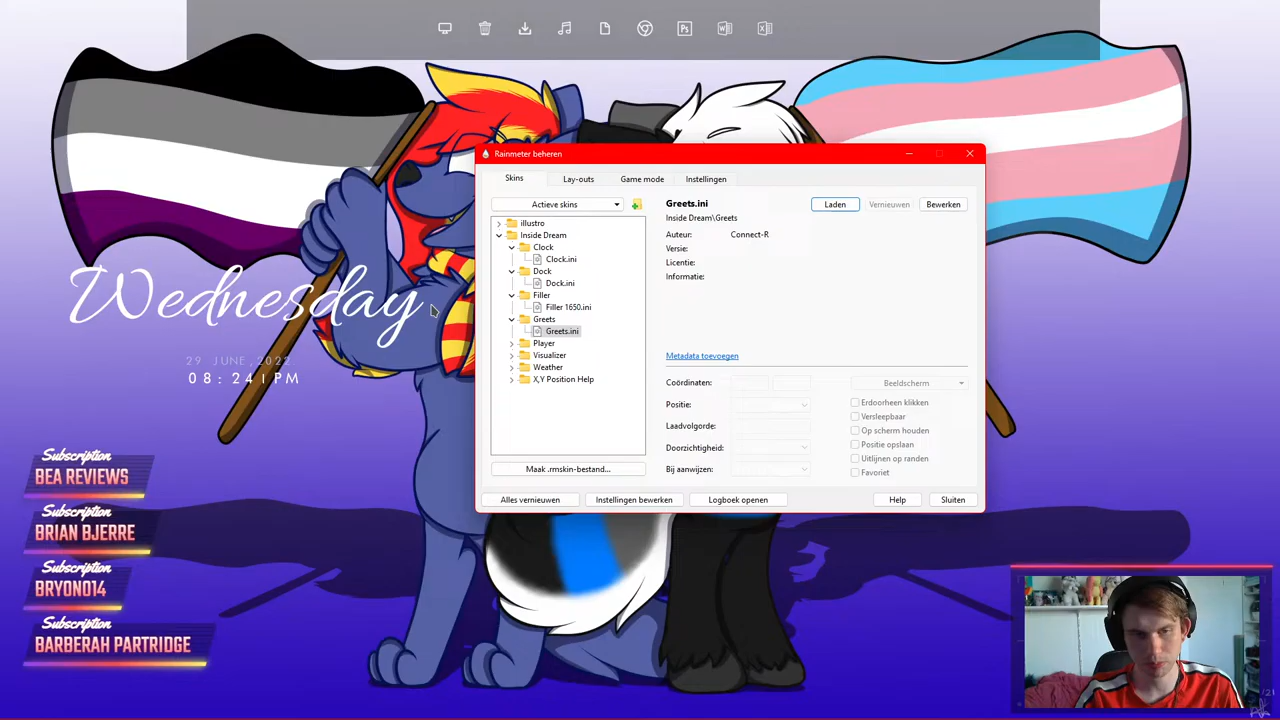 Ps
Rainmeter beheren
Skins
Lay-outs
Game mode
Instellingen
Actieve skins
illustro
Inside Dream
Clock
Clock.ini
Dock
Dock.ini
Filler
Filler 1650.ini
Greets
Greets.ini
Player
Visualizer
Weather
X,Y Position Help
Maak .rmskin-bestand...
Greets.ini
Inside Dream\Greets
Laden
Vernieuwen
Bewerken
Auteur: Connect-R
Versie:
Licentie:
Informatie:
Metadata toevoegen
Coördinaten:
Beeldscherm
Positie:
Erdoorheen klikken
Versleepbaar
Laadvolgorde:
Op scherm houden
Doorzichtigheid:
Positie opslaan
Uitlijnen op randen
Bij aanwijzen:
Favoriet
Alles vernieuwen
Instellingen bewerken
Logboek openen
Help
Sluiten
Wednesday
29 JUNE, 2022
08:241PM
Subscription
BEA REVIEWS
Subscription
BRIAN BJERRE
Subscription
BRYON014
Subscription
BARBERAH PARTRIDGE